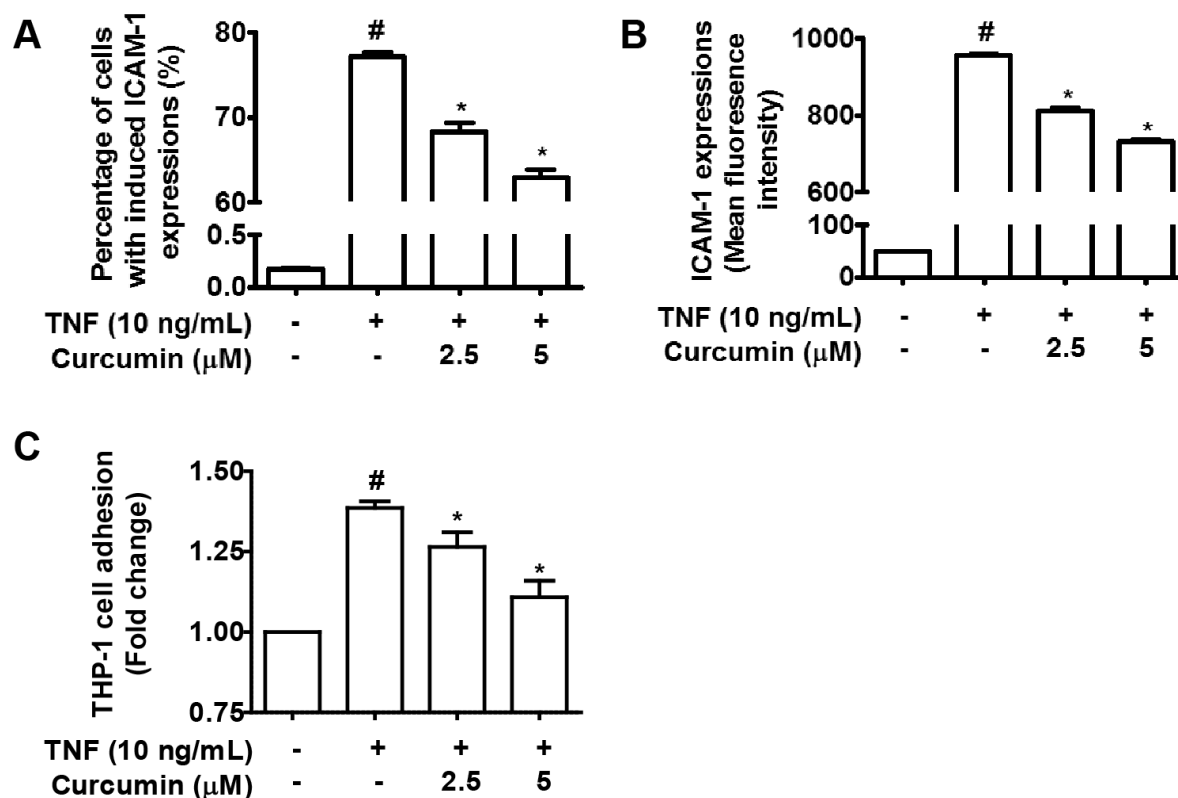 A
Percentage of cells
with induced ICAM-1
expressions (%)
80
70
60
0.5
0.0
#
*
*
TNF (10 ng/mL) - + + +
Curcumin (μM) - - 2.5 5
B
ICAM-1 expressions
(Mean fluoresence
intensity)
1000
800
600
100
0
#
*
*
TNF (10 ng/mL) - + + +
Curcumin (μM) - - 2.5 5
C
THP-1 cell adhesion
(Fold change)
1.50
1.25
1.00
0.75
#
*
*
TNF (10 ng/mL) - + + +
Curcumin (μM) - - 2.5 5